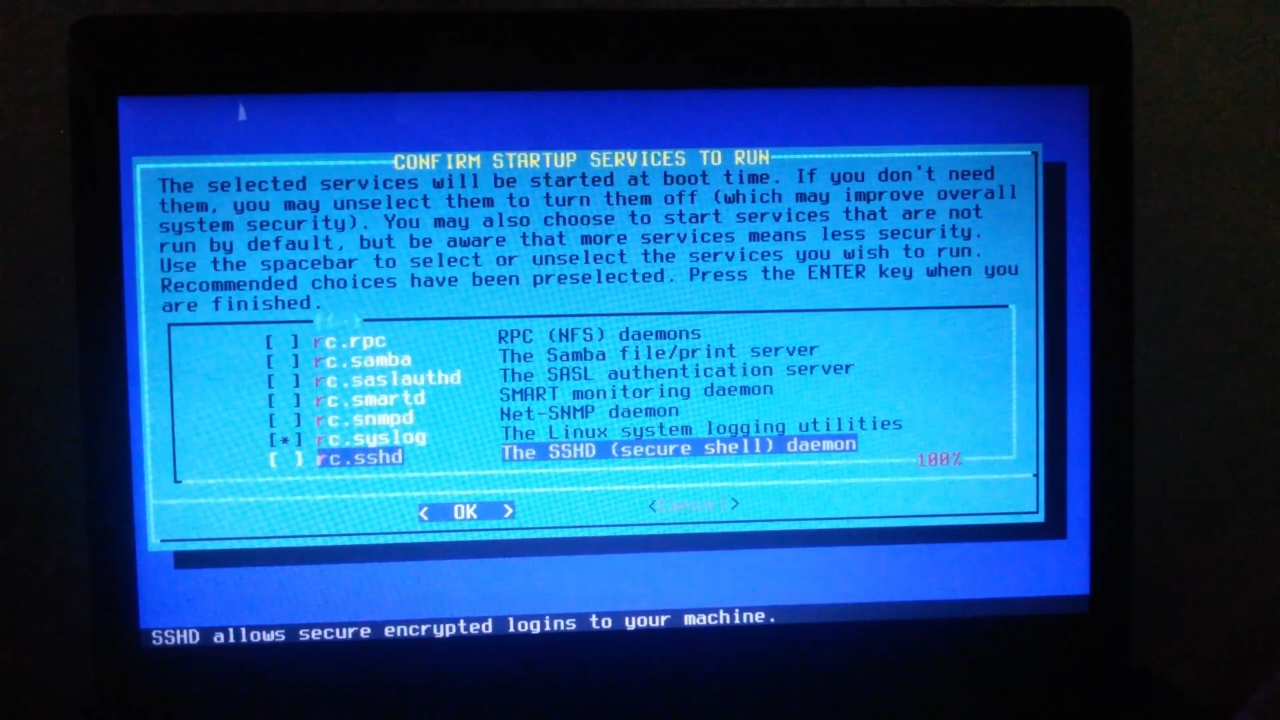 CONFIRM STARTUP SERVICES TO RUN
The selected services will be started at boot time. If you don't need
them, you may unselect them to turn them off (which may improve overall
system security). You may also choose to start services that are not
run by default, but be aware that more services means less security.
Use the spacebar to select or unselect the services you wish to run.
Recommended choices have been preselected. Press the ENTER key when you
are finished.
[ ] rc.rpc RPC (NFS) daemons
[ ] rc.samba The Samba file/print server
[ ] rc.saslauthd The SASL authentication server
[ ] rc.smartd SMART monitoring daemon
[ ] rc.snmpd Net-SNMP daemon
[*] rc.syslog The Linux system logging utilities
[ ] rc.sshd The SSHD (secure shell) daemon
100%
< OK > <Cancel>
SSHD allows secure encrypted logins to your machine.